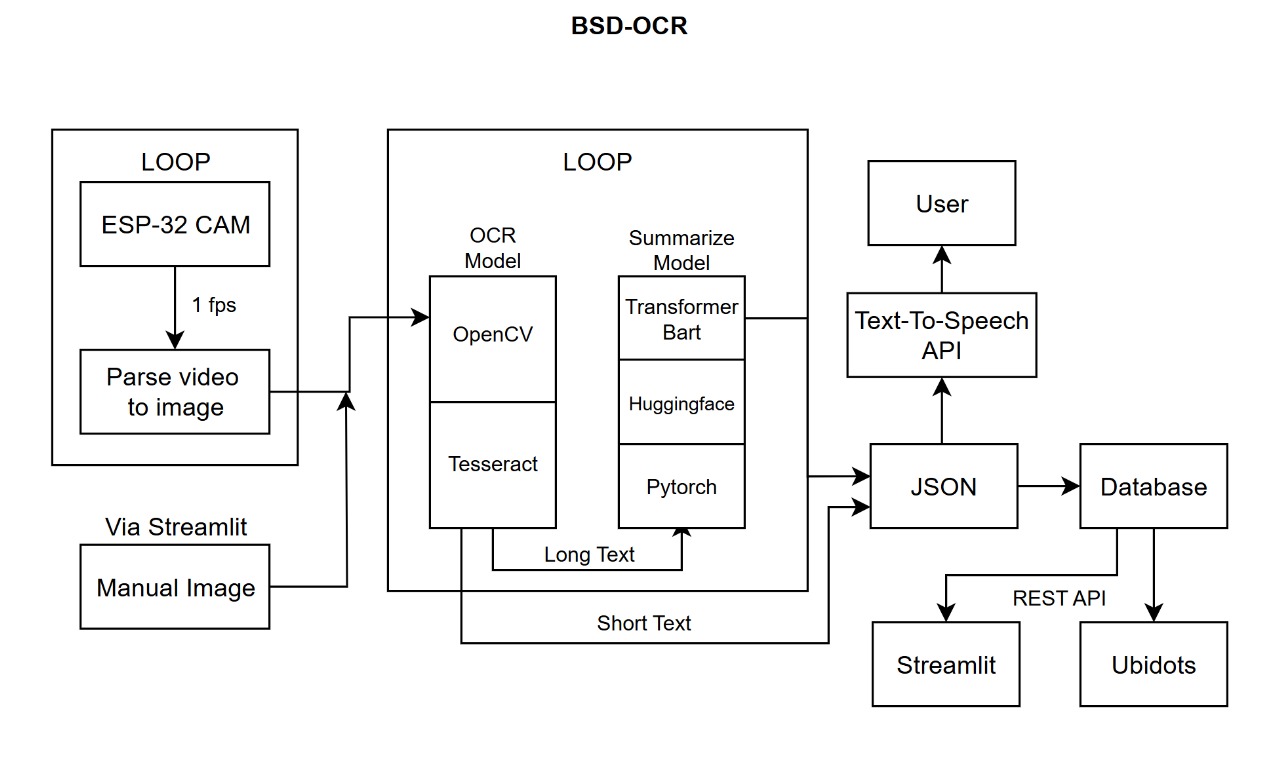 BSD-OCR
LOOP
ESP-32 CAM
1 fps
Parse video
to image
Via Streamlit
Manual Image
LOOP
OCR
Model
OpenCV
Tesseract
Summarize
Model
Transformer
Bart
Huggingface
Pytorch
Long Text
Short Text
User
Text-To-Speech
API
JSON
Database
REST API
Streamlit
Ubidots